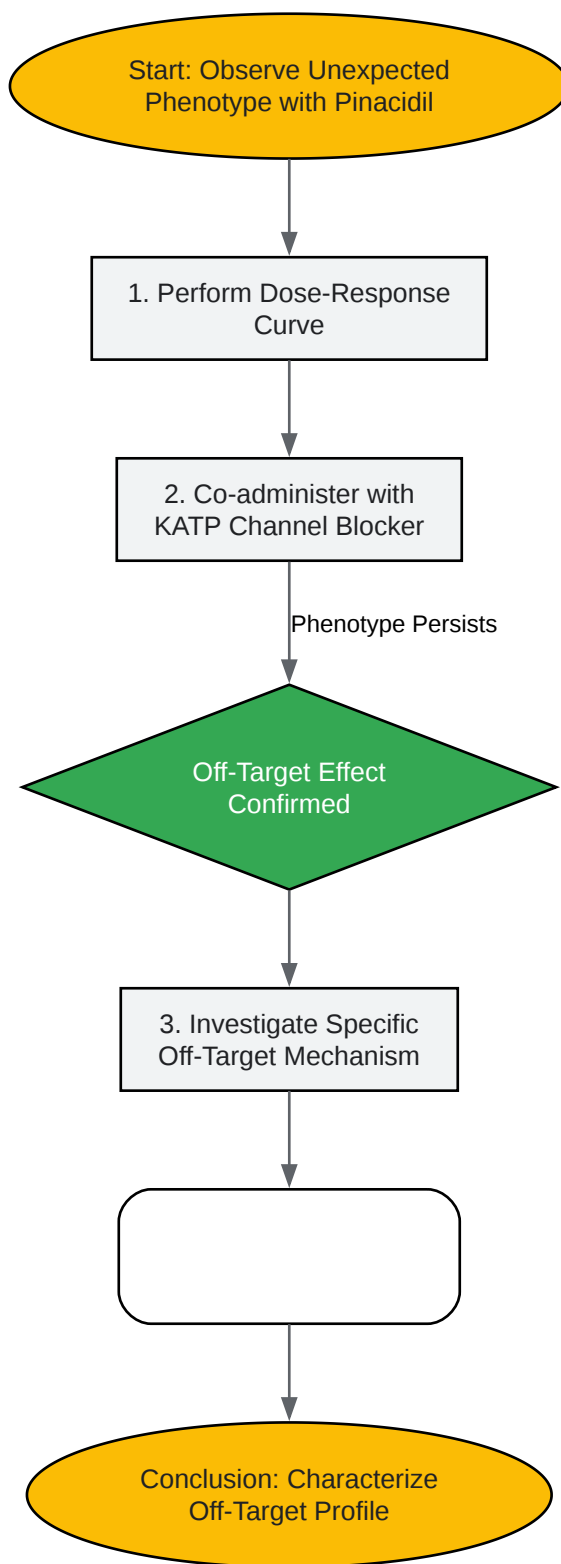 Start: Observe Unexpected
Phenotype with Pinacidil
1. Perform Dose-Response
Curve
2. Co-administer with
KATP Channel Blocker
Phenotype Persists
Off-Target Effect
Confirmed
3. Investigate Specific
Off-Target Mechanism
Conclusion: Characterize
Off-Target Profile